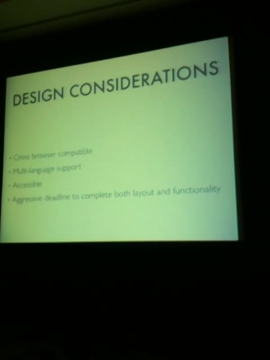 DESIGN CONSIDERATIONS
• Cross browser compatible
• Multi-language support
• Accessible
• Aggressive deadline to complete both layout and functionality